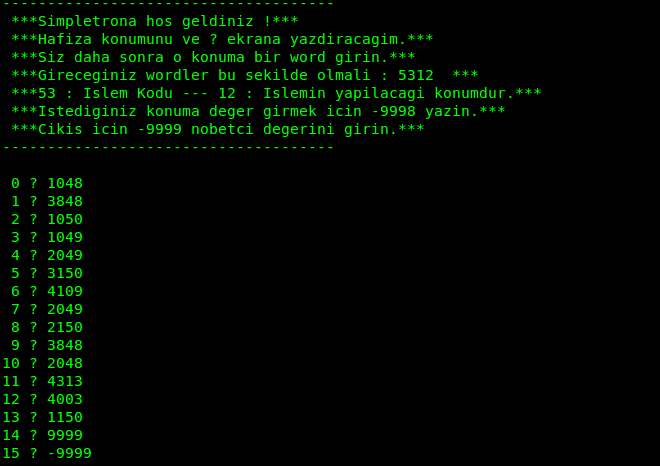 -------------------------------------
***Simpletrona hos geldiniz !***
***Hafiza konumunu ve ? ekrana yazdiracagim.***
***Siz daha sonra o konuma bir word girin.***
***Gireceginiz wordler bu sekilde olmali : 5312  ***
***53 : Islem Kodu --- 12 : Islemin yapilacagi konumdur.***
***Istediginiz konuma deger girmek icin -9998 yazin.***
***Cikis icin -9999 nobetci degerini girin.***
-------------------------------------
0 ? 1048
1 ? 3848
2 ? 1050
3 ? 1049
4 ? 2049
5 ? 3150
6 ? 4109
7 ? 2049
8 ? 2150
9 ? 3848
10 ? 2048
11 ? 4313
12 ? 4003
13 ? 1150
14 ? 9999
15 ? -9999